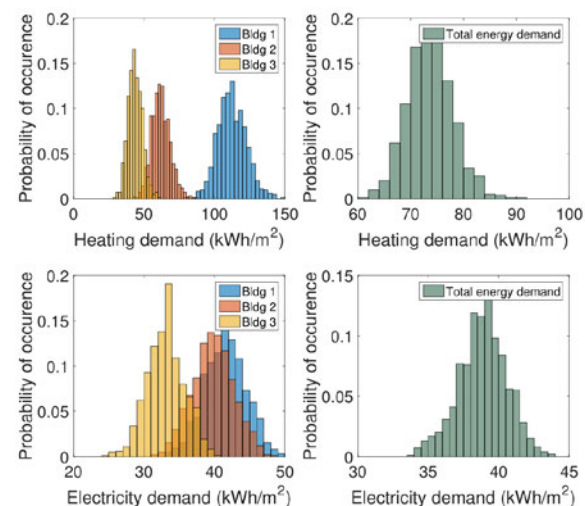 0.2
0.15
0.1
0.05
0
Probability of occurence
Bldg 1
Bldg 2
Bldg 3
0 50 100 150
Heating demand (kWh/m²)
0.2
0.15
0.1
0.05
0
Probability of occurence
Total energy demand
60 70 80 90 100
Heating demand (kWh/m²)
0.2
0.15
0.1
0.05
0
Probability of occurence
Bldg 1
Bldg 2
Bldg 3
20 30 40 50
Electricity demand (kWh/m²)
0.15
0.1
0.05
0
Probability of occurence
Total energy demand
30 35 40 45
Electricity demand (kWh/m²)